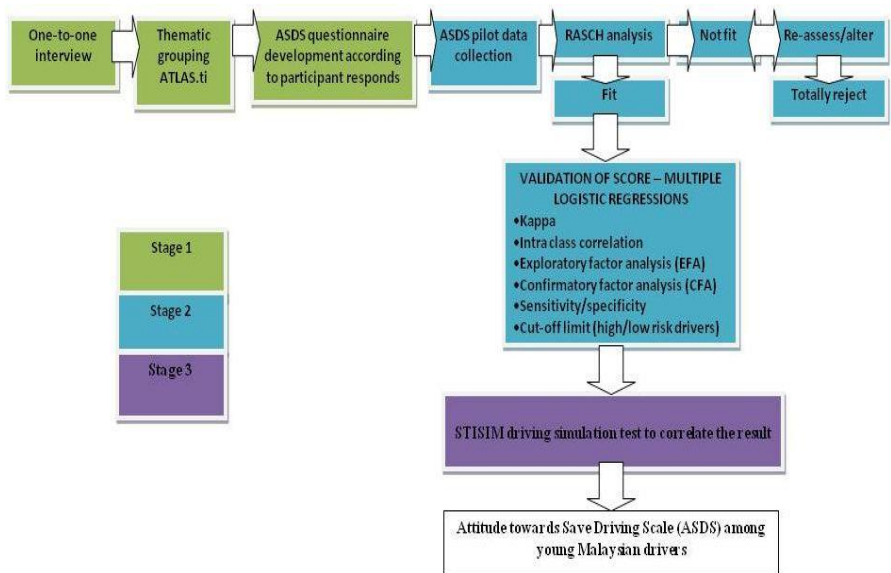 One-to-one
interview
Thematic
grouping
ATLAS.ti
ASDS questionnaire
development according
to participant responds
ASDS pilot data
collection
RASCH analysis
Not fit
Re-assess/alter
Fit
Totally reject
VALIDATION OF SCORE – MULTIPLE
LOGISTIC REGRESSIONS
•Kappa
•Intra class correlation
•Exploratory factor analysis (EFA)
•Confirmatory factor analysis (CFA)
•Sensitivity/specificity
•Cut-off limit (high/low risk drivers)
Stage 1
Stage 2
Stage 3
STISIM driving simulation test to correlate the result
Attitude towards Save Driving Scale (ASDS) among
young Malaysian drivers